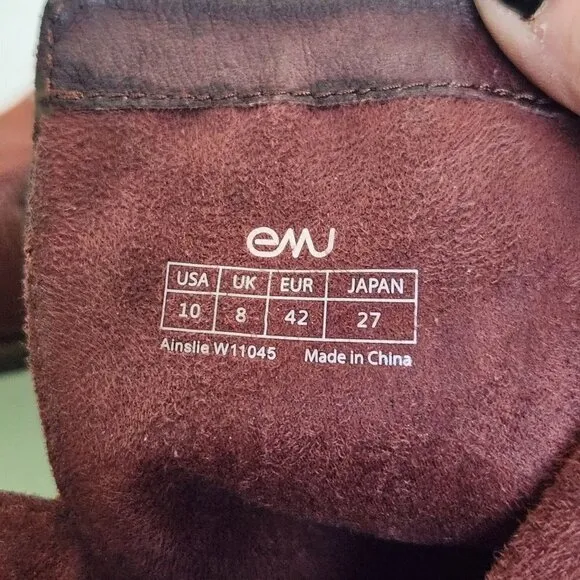 emu
USA UK EUR JAPAN
10 8 42 27
Ainslie W11045 Made in China